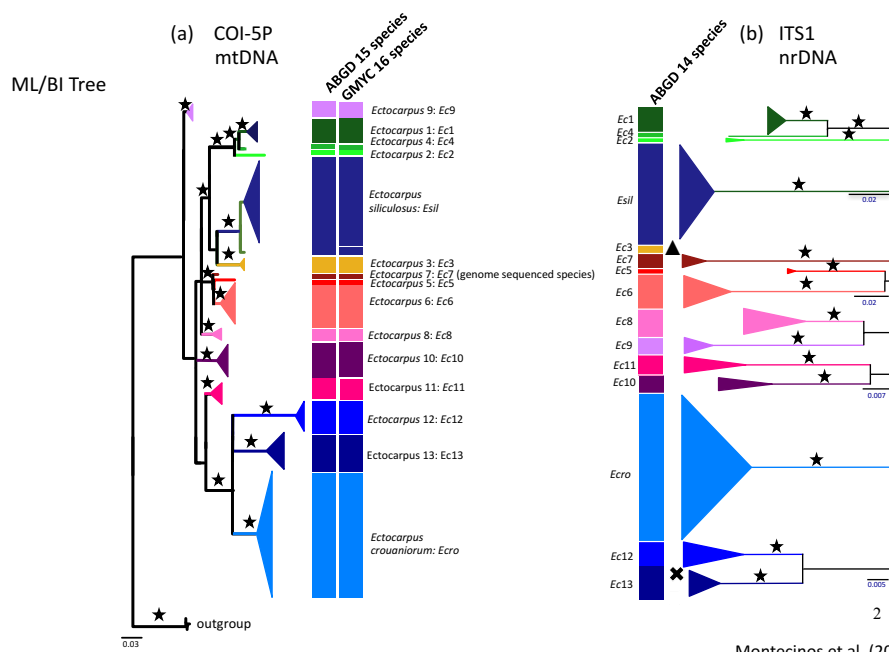 (a) COI-5P
mtDNA
ML/BI Tree
ABGD 15 species
GMYC 16 species
Ectocarpus 9: Ec9
Ectocarpus 1: Ec1
Ectocarpus 4: Ec4
Ectocarpus 2: Ec2
Ectocarpus
siliculosus: Esil
Ectocarpus 3: Ec3
Ectocarpus 7: Ec7 (genome sequenced species)
Ectocarpus 5: Ec5
Ectocarpus 6: Ec6
Ectocarpus 8: Ec8
Ectocarpus 10: Ec10
Ectocarpus 11: Ec11
Ectocarpus 12: Ec12
Ectocarpus 13: Ec13
Ectocarpus
crouaniorum: Ecro
outgroup
0.03
(b) ITS1
nrDNA
ABGD 14 species
Ec1
Ec4
Ec2
Esil
0.02
Ec3
Ec7
Ec5
Ec6
0.02
Ec8
Ec9
Ec11
Ec10
0.007
Ecro
Ec12
Ec13
0.005
2
Montecinos et al. (20